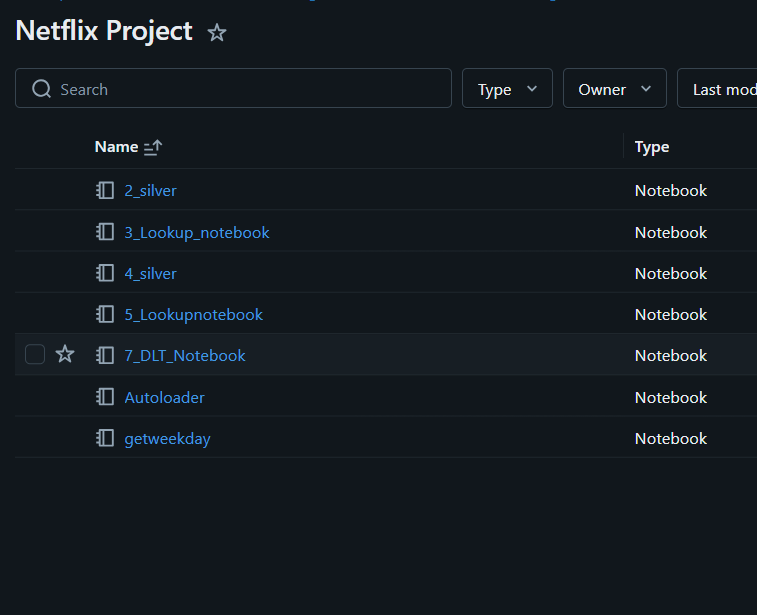 Netflix Project
Search
Type
Owner
Last mod
Name Type
2_silver Notebook
3_Lookup_notebook Notebook
4_silver Notebook
5_Lookupnotebook Notebook
7_DLT_Notebook Notebook
Autoloader Notebook
getweekday Notebook